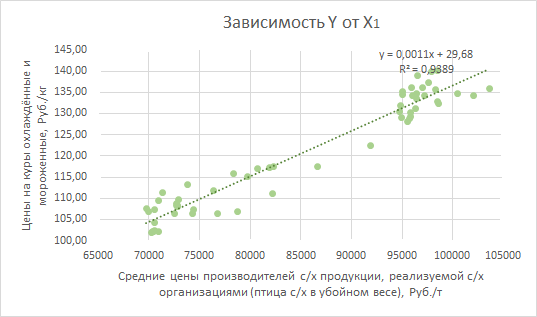 Зависимость Y от X1
y = 0,0011x + 29,68
R² = 0,9389
Цены на куры охлаждённые и
мороженные, Руб./кг
145,00
140,00
135,00
130,00
125,00
120,00
115,00
110,00
105,00
100,00
65000 70000 75000 80000 85000 90000 95000 100000 105000
Средние цены производителей с/х продукции, реализуемой с/х
организациями (птица с/х в убойном весе), Руб./т